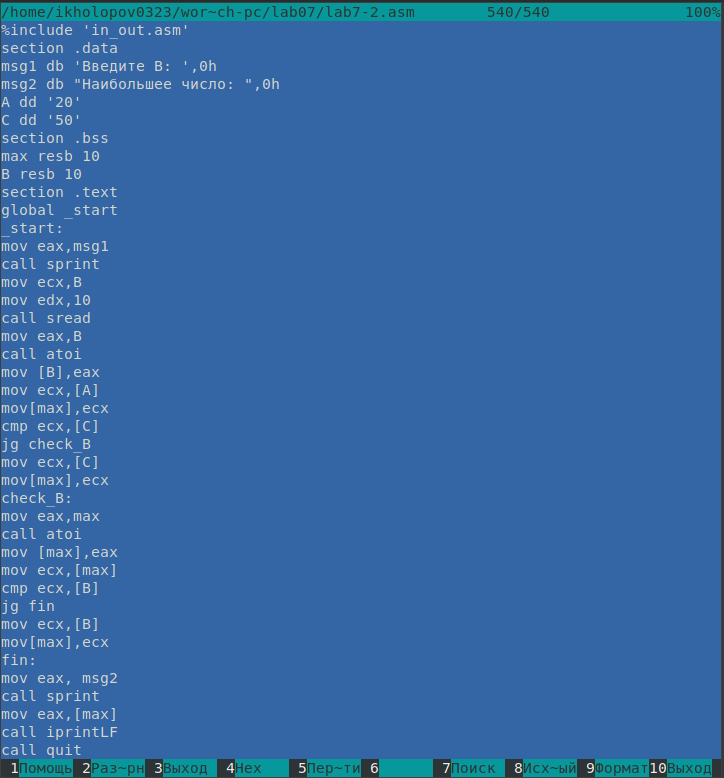 /home/ikholopov0323/wor~ch-pc/lab07/lab7-2.asm 540/540 100%
%include 'in_out.asm'
section .data
msg1 db 'Введите B: ',0h
msg2 db "Наибольшее число: ",0h
A dd '20'
C dd '50'
section .bss
max resb 10
B resb 10
section .text
global _start
_start:
mov eax,msg1
call sprint
mov ecx,B
mov edx,10
call sread
mov eax,B
call atoi
mov [B],eax
mov ecx,[A]
mov[max],ecx
cmp ecx,[C]
jg check_B
mov ecx,[C]
mov[max],ecx
check_B:
mov eax,max
call atoi
mov [max],eax
mov ecx,[max]
cmp ecx,[B]
jg fin
mov ecx,[B]
mov[max],ecx
fin:
mov eax, msg2
call sprint
mov eax,[max]
call iprintLF
call quit
1Помощь 2Раз~рн 3Выход 4Hex 5Пер~ти 6 7Поиск 8Исх~ый 9Формат 10Выход